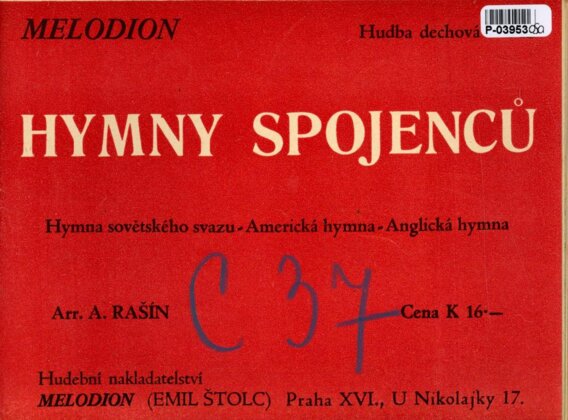 MELODION Hudba dechová
P-03953
HYMNY SPOJENCŮ
Hymna sovětského svazu - Americká hymna - Anglická hymna
C 37
Arr. A. RAŠÍN Cena K 16-—
Hudební nakladatelství
MELODION (EMIL ŠTOLC) Praha XVI., U Nikolajky 17.